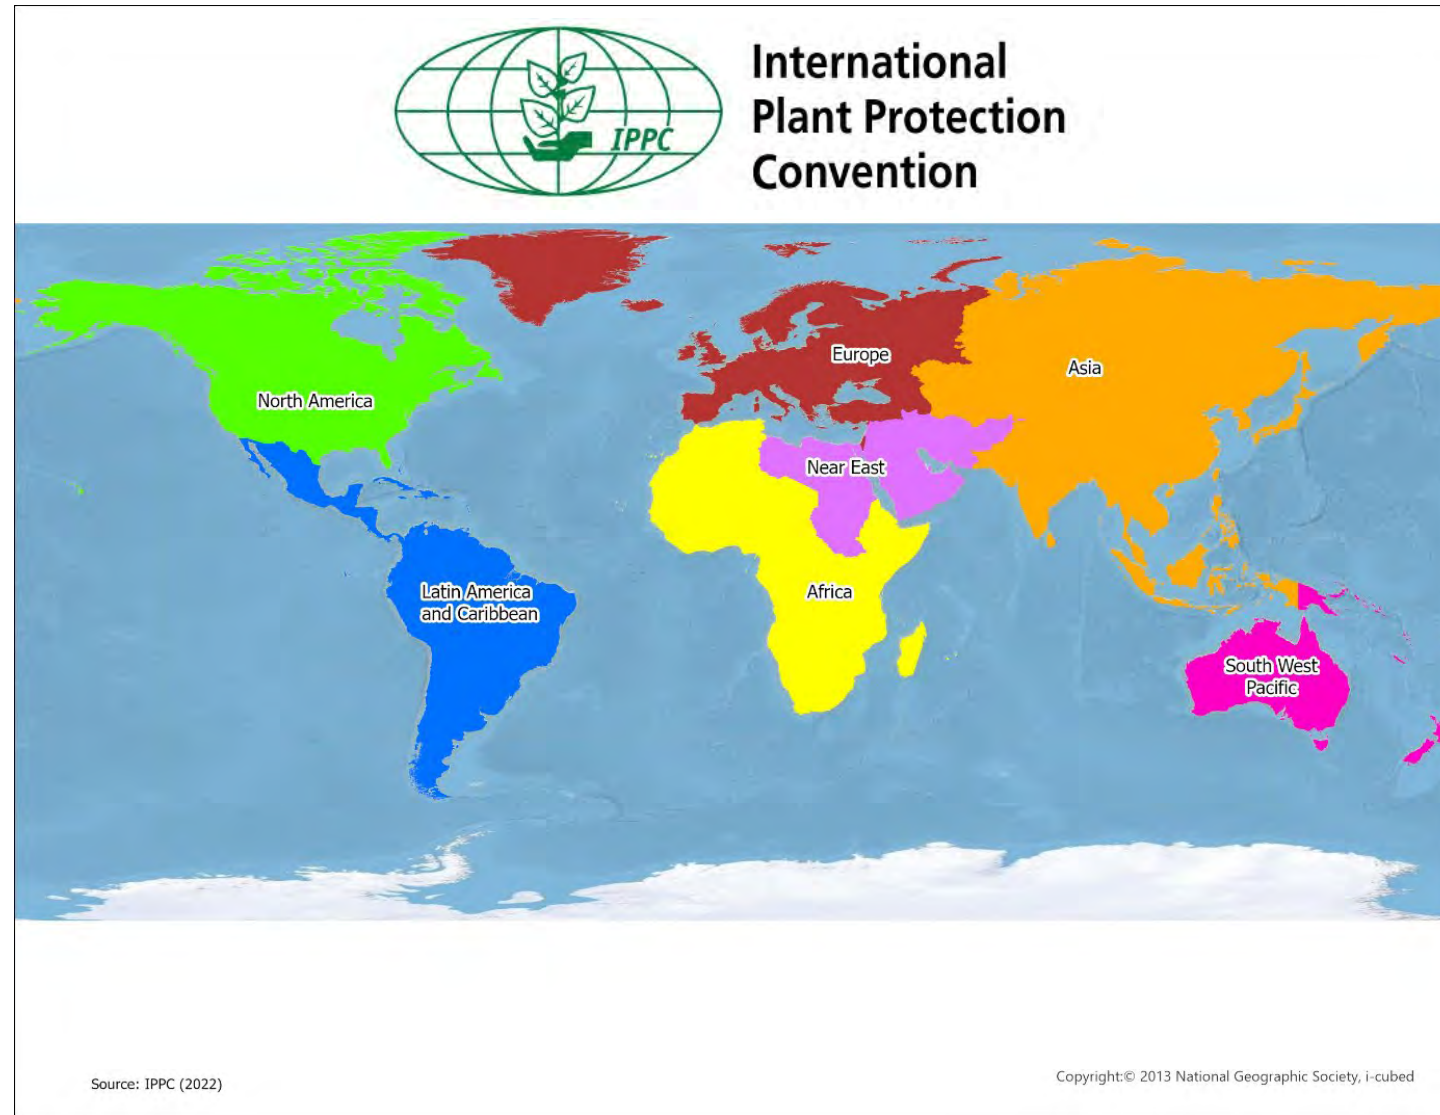 IPPC
International
Plant Protection
Convention
North America
Europe
Asia
Near East
Latin America
and Caribbean
Africa
South West
Pacific
Source: IPPC (2022)
Copyright:© 2013 National Geographic Society, i-cubed